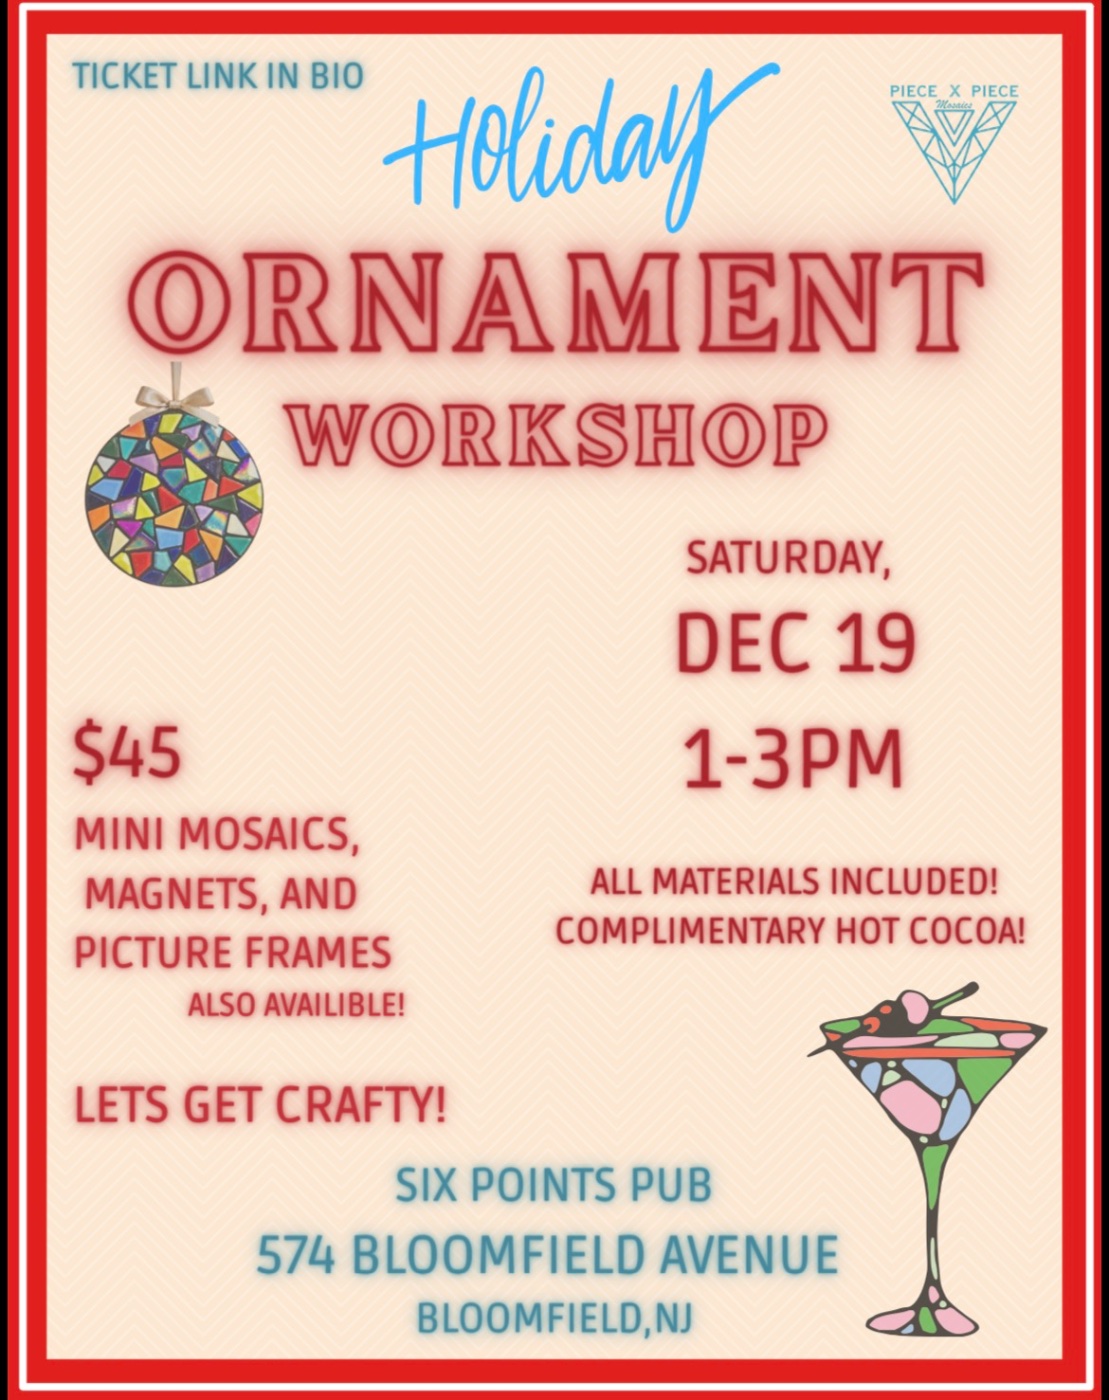 TICKET LINK IN BIO
Holiday
PIECE X PIECE
Mosaics
ORNAMENT
WORKSHOP
SATURDAY,
DEC 19
1-3PM
$45
MINI MOSAICS,
MAGNETS, AND
PICTURE FRAMES
ALSO AVAILIBLE!
ALL MATERIALS INCLUDED!
COMPLIMENTARY HOT COCOA!
LETS GET CRAFTY!
SIX POINTS PUB
574 BLOOMFIELD AVENUE
BLOOMFIELD,NJ